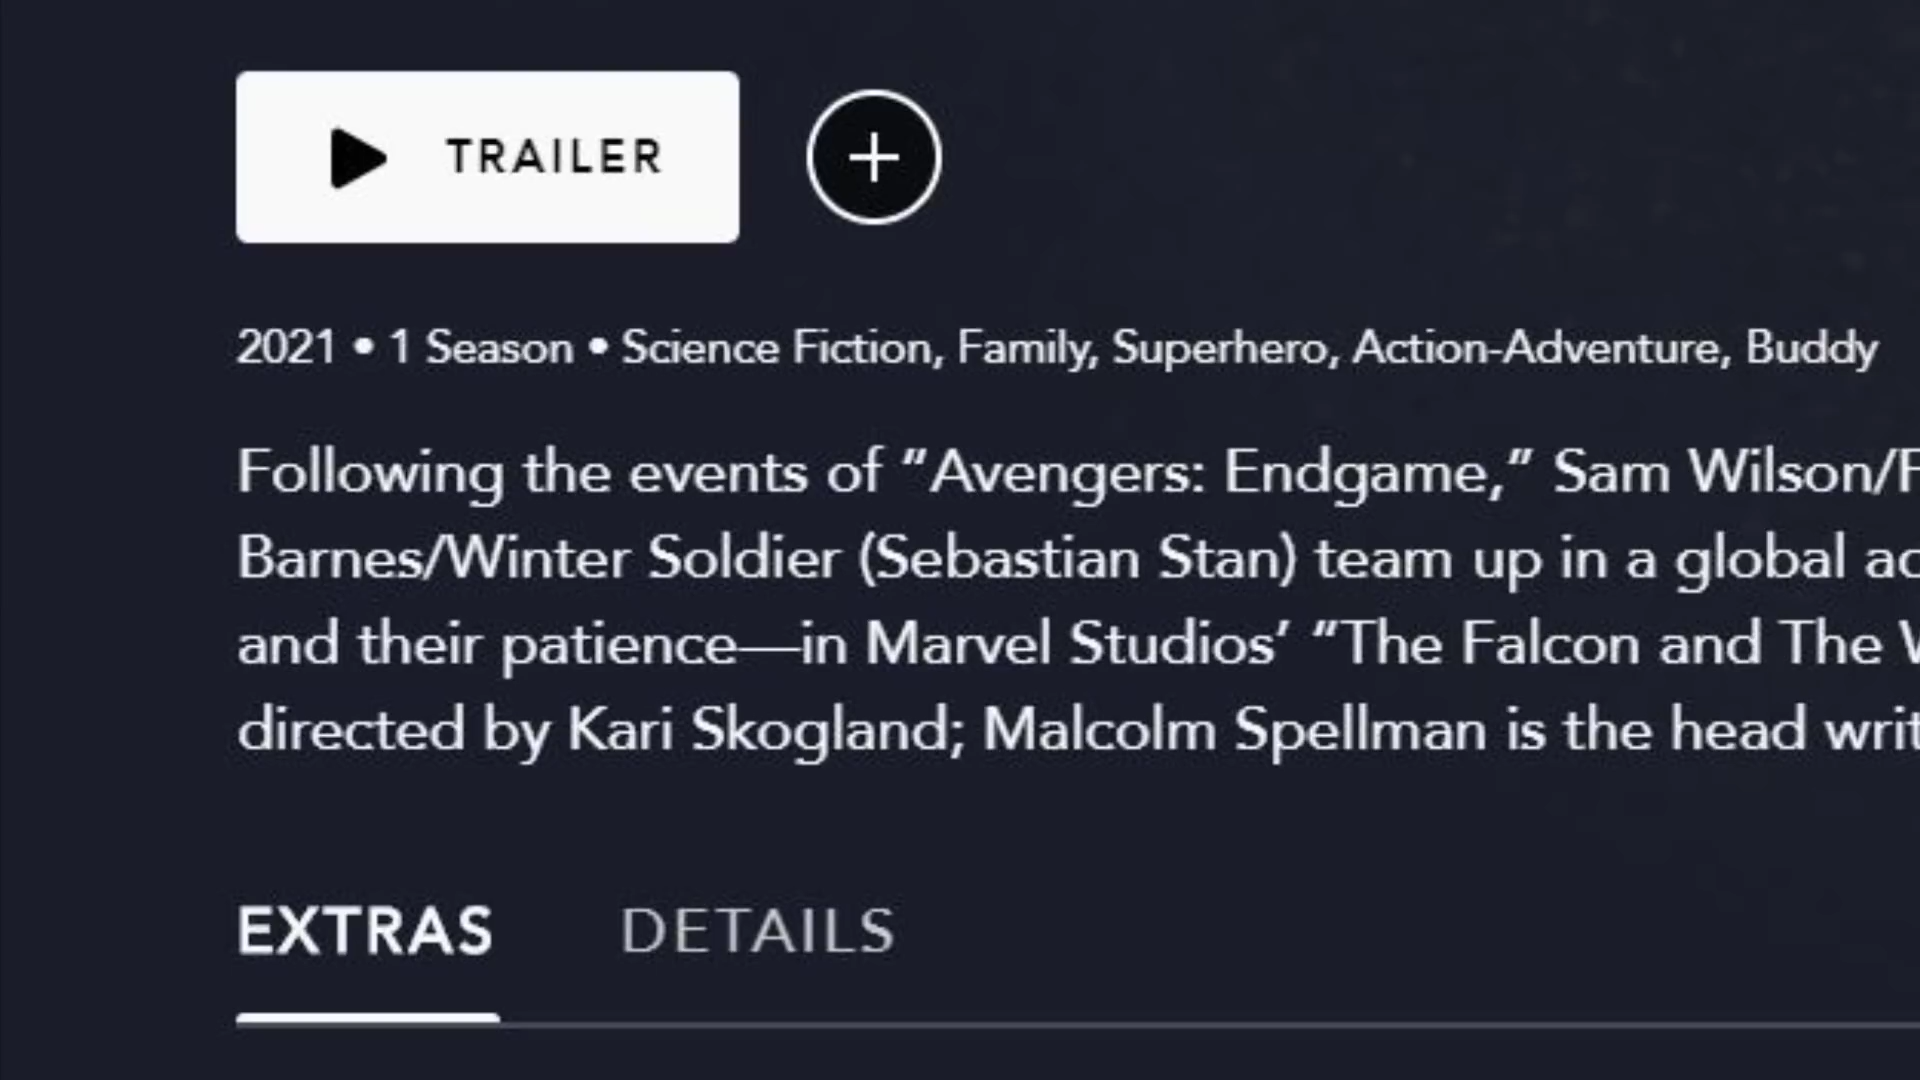 TRAILER
2021 • 1 Season • Science Fiction, Family, Superhero, Action-Adventure, Buddy
Following the events of “Avengers: Endgame,” Sam Wilson/F
Barnes/Winter Soldier (Sebastian Stan) team up in a global ac
and their patience—in Marvel Studios’ “The Falcon and The W
directed by Kari Skogland; Malcolm Spellman is the head writ
EXTRAS DETAILS